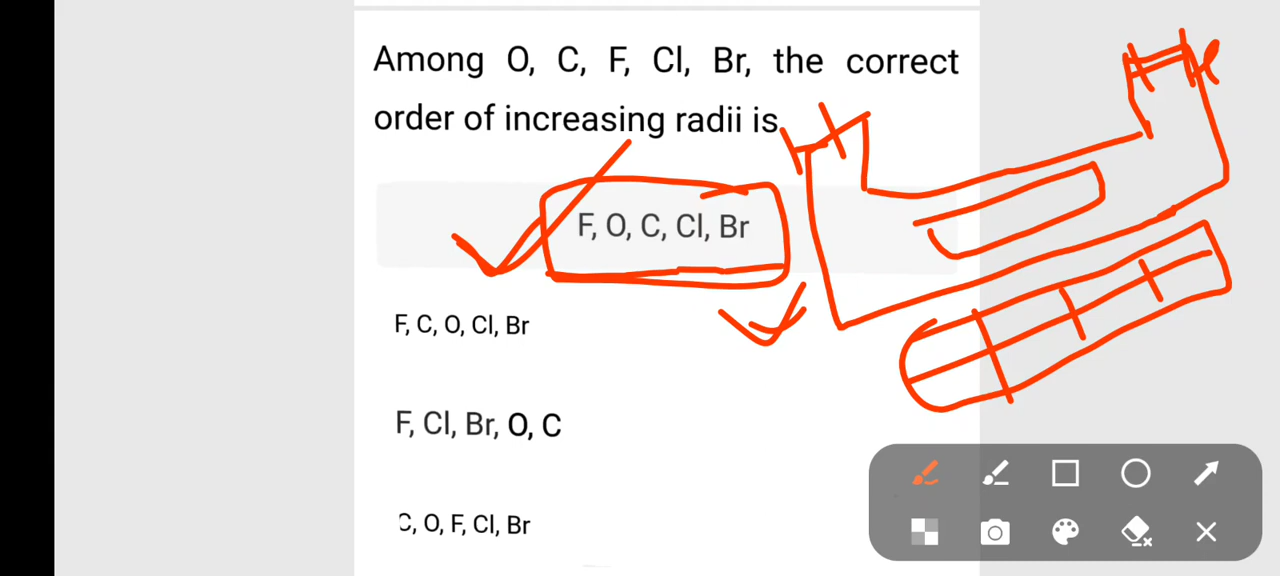 Among O, C, F, Cl, Br, the correct
order of increasing radii is,
F, O, C, Cl, Br
F, C, O, Cl, Br
F, Cl, Br, O, C
C, O, F, Cl, Br